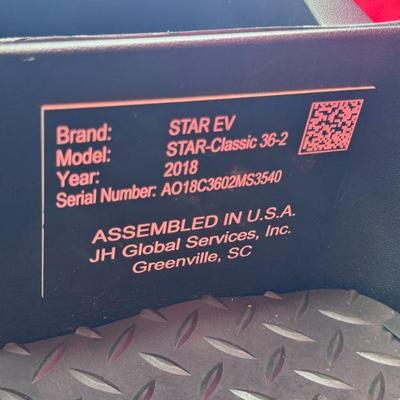 Brand: STAR EV
Model: STAR-Classic 36-2
Year: 2018
Serial Number: AO18C3602MS3540
ASSEMBLED IN U.S.A.
JH Global Services, Inc.
Greenville, SC